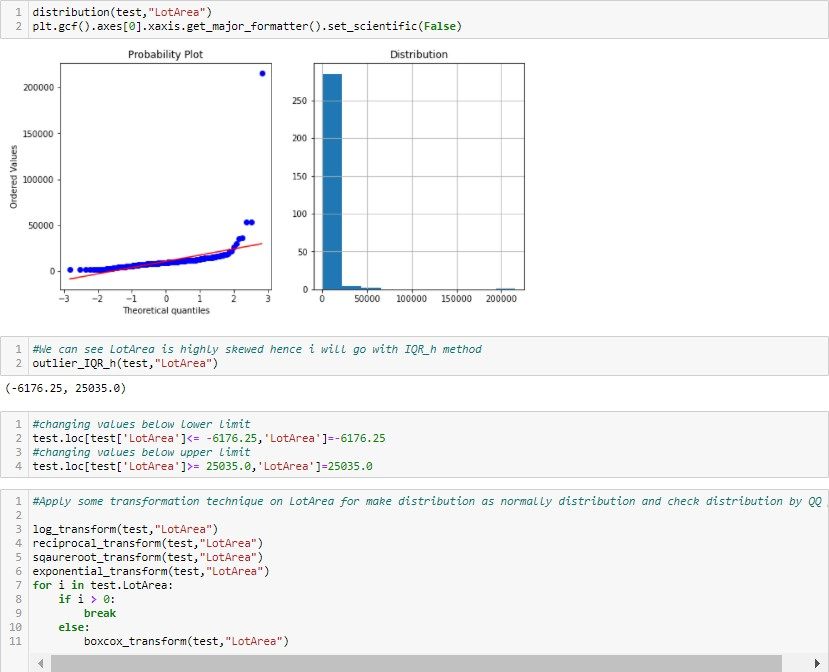 1 distribution(test,"LotArea")
2 plt.gcf().axes[0].xaxis.get_major_formatter().set_scientific(False)
Probability Plot
Distribution
200000
150000
100000
50000
0
Ordered Values
−3 −2 −1 0 1 2 3
Theoretical quantiles
250
200
150
100
50
0
0 50000 100000 150000 200000
1 #We can see LotArea is highly skewed hence i will go with IQR_h method
2 outlier_IQR_h(test,"LotArea")
(-6176.25, 25035.0)
1 #changing values below lower limit
2 test.loc[test['LotArea']<= -6176.25,'LotArea']=-6176.25
3 #changing values below upper limit
4 test.loc[test['LotArea']>= 25035.0,'LotArea']=25035.0
1 #Apply some transformation technique on LotArea for make distribution as normally distribution and check distribution by QQ
2
3 log_transform(test,"LotArea")
4 reciprocal_transform(test,"LotArea")
5 sqaureroot_transform(test,"LotArea")
6 exponential_transform(test,"LotArea")
7 for i in test.LotArea:
8 if i > 0:
9 break
10 else:
11 boxcox_transform(test,"LotArea")